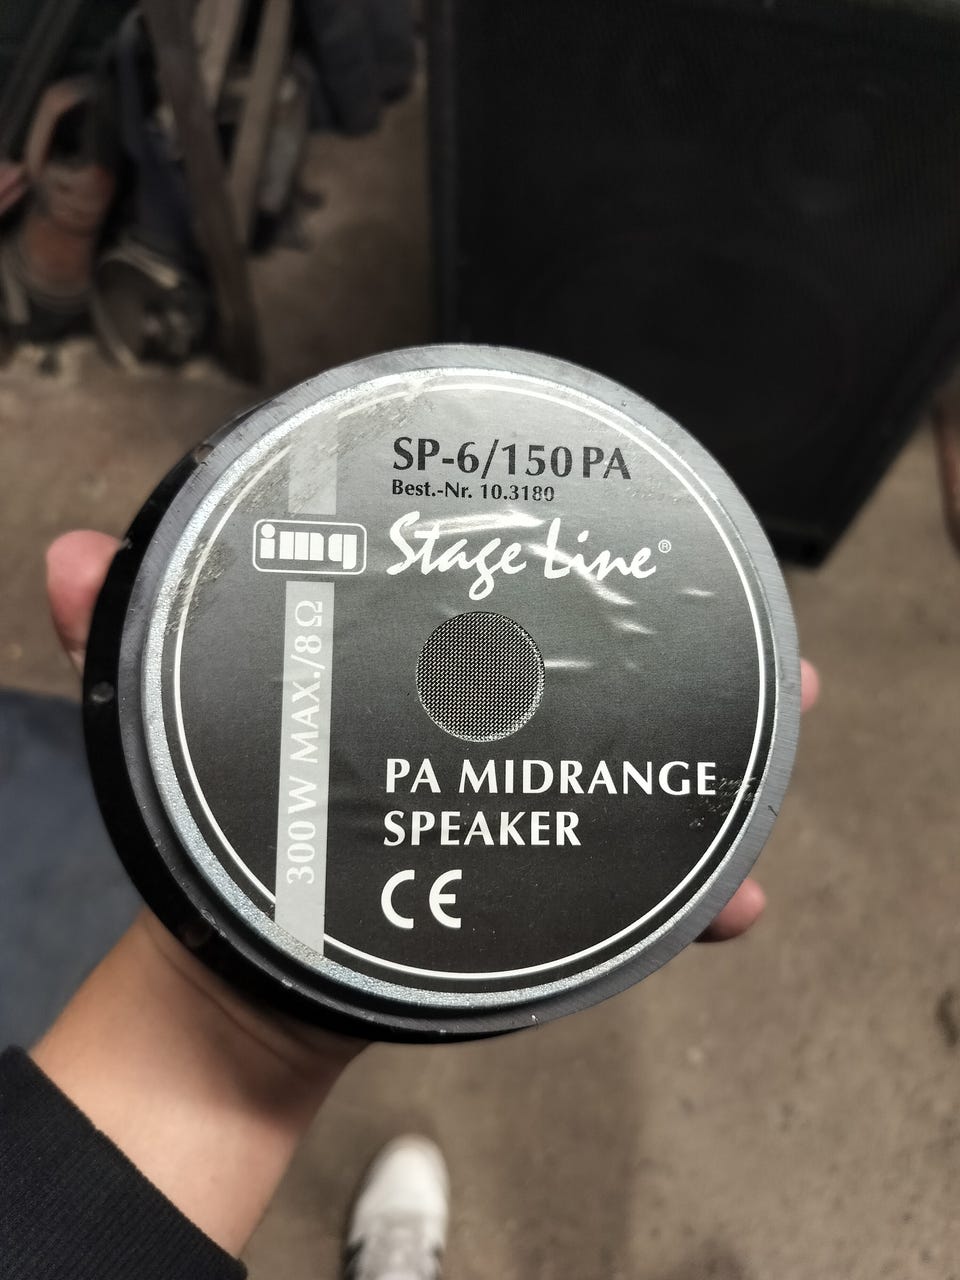 SP-6/150 PA
Best.-Nr. 10.3180
img
Stage Line®
300 W MAX./8 Ω
PA MIDRANGE
SPEAKER
CE